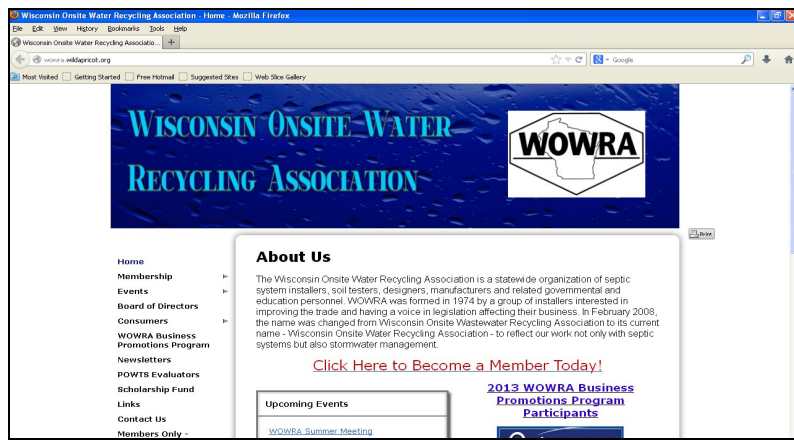 Wisconsin Onsite Water Recycling Association - Home - Mozilla Firefox
File Edit View History Bookmarks Tools Help
Wisconsin Onsite Water Recycling Associatio... +
wowra.wildapricot.org Google
Most Visited Getting Started Free Hotmail Suggested Sites Web Slice Gallery
WISCONSIN ONSITE WATER
RECYCLING ASSOCIATION
WOWRA
Print
Home
Membership
Events
Board of Directors
Consumers
WOWRA Business
Promotions Program
Newsletters
POWTS Evaluators
Scholarship Fund
Links
Contact Us
Members Only -
About Us
The Wisconsin Onsite Water Recycling Association is a statewide organization of septic
system installers, soil testers, designers, manufacturers and related governmental and
education personnel. WOWRA was formed in 1974 by a group of installers interested in
improving the trade and having a voice in legislation affecting their business. In February 2008,
the name was changed from Wisconsin Onsite Wastewater Recycling Association to its current
name - Wisconsin Onsite Water Recycling Association - to reflect our work not only with septic
systems but also stormwater management.
Click Here to Become a Member Today!
Upcoming Events
WOWRA Summer Meeting
2013 WOWRA Business
Promotions Program
Participants